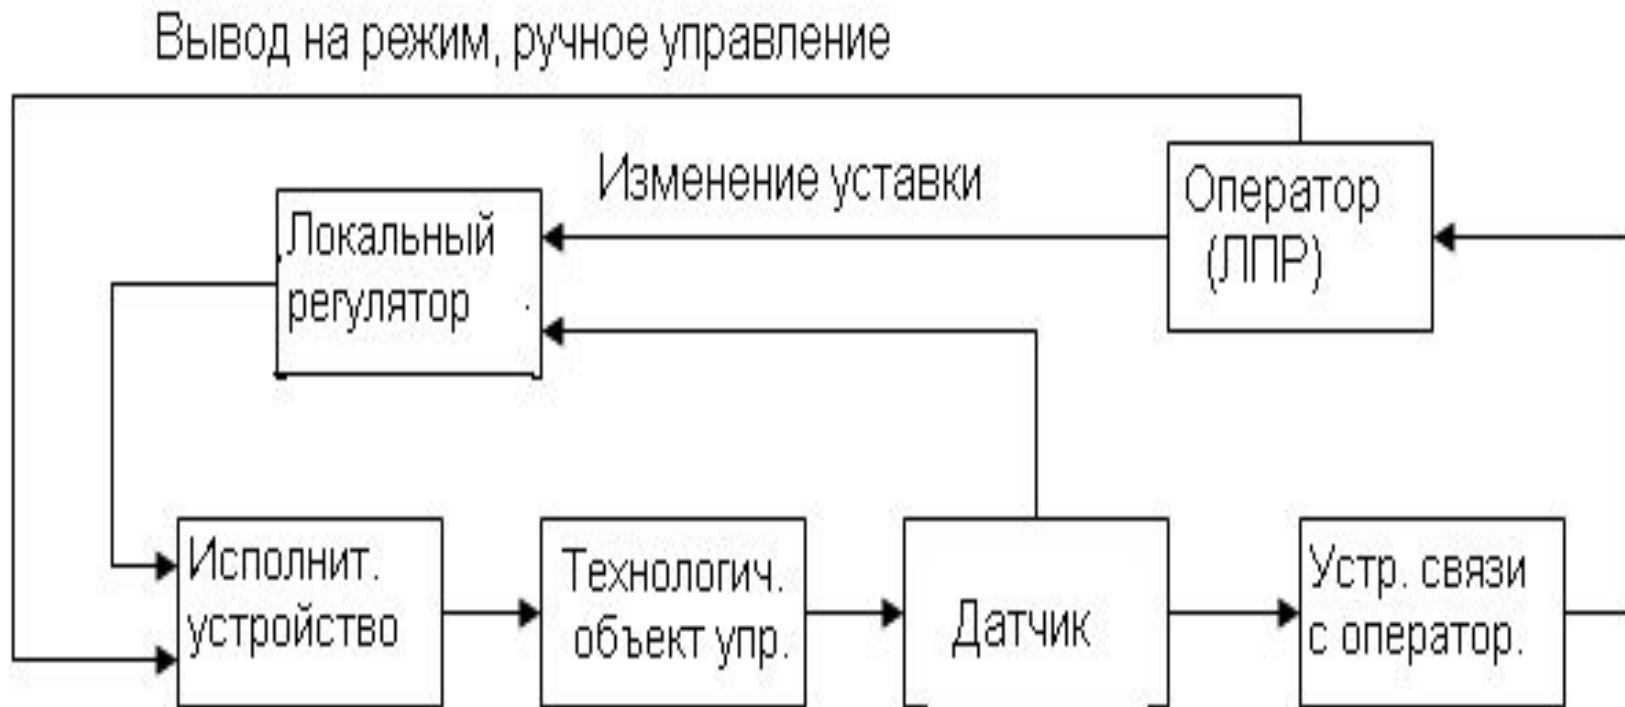 Вывод на режим, ручное управление
Изменение уставки
Оператор
(ЛПР)
Локальный
регулятор
Исполнит.
устройство
Технологич.
объект упр.
Датчик
Устр. связи
с оператор.